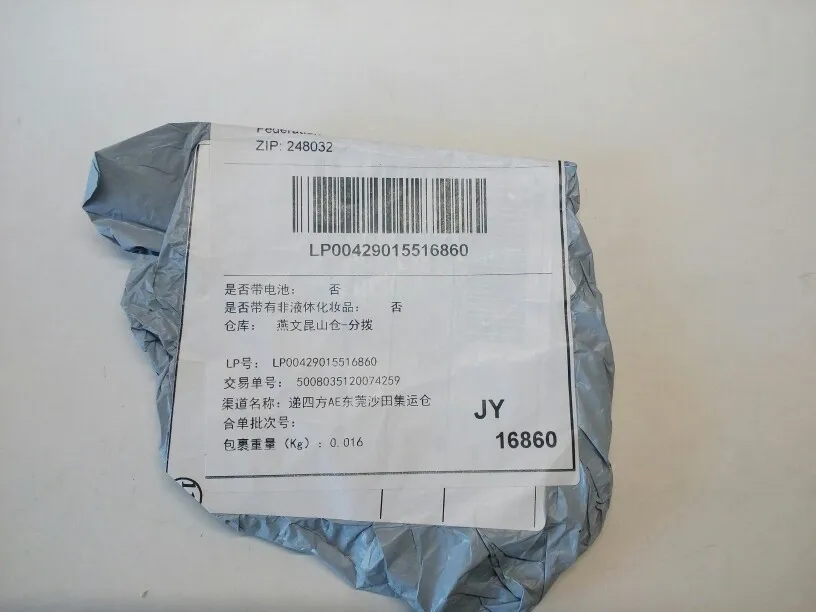 Federation
ZIP: 248032
LP00429015516860
是否带电池： 否
是否带有非液体化妆品： 否
仓库： 燕文昆山仓-分拨
LP号： LP00429015516860
交易单号： 5008035120074259
渠道名称：递四方AE东莞沙田集运仓
合单批次号：
包裹重量（Kg）：0.016
JY
16860